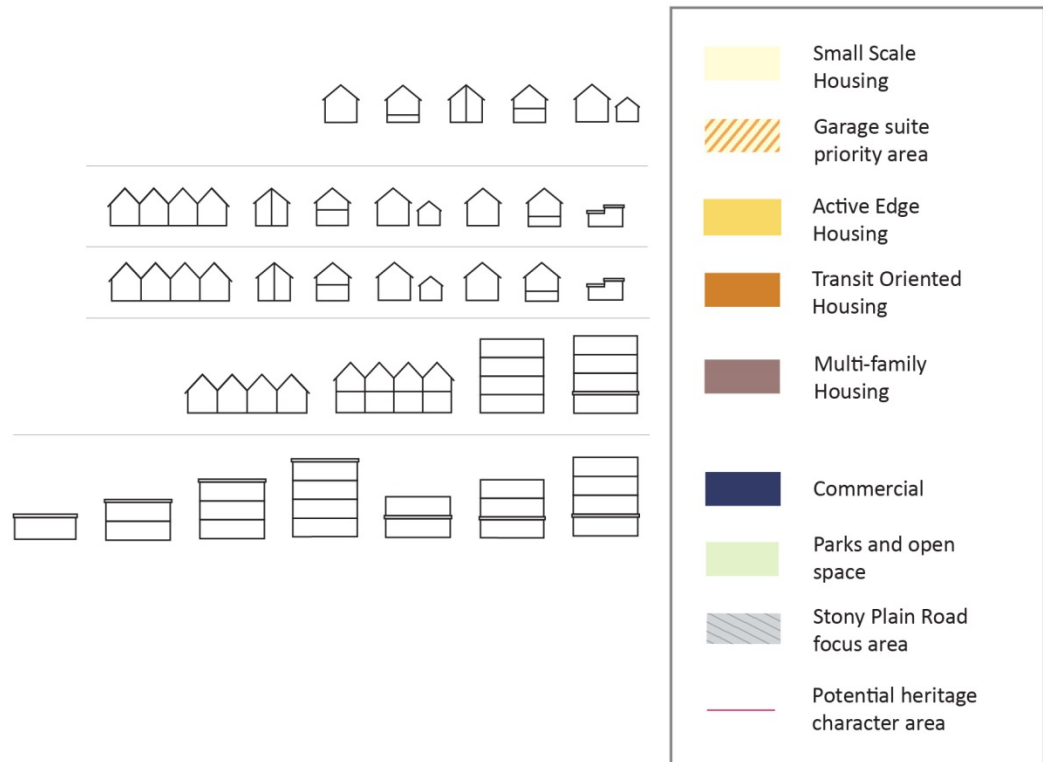 Small Scale
Housing
Garage suite
priority area
Active Edge
Housing
Transit Oriented
Housing
Multi-family
Housing
Commercial
Parks and open
space
Stony Plain Road
focus area
Potential heritage
character area